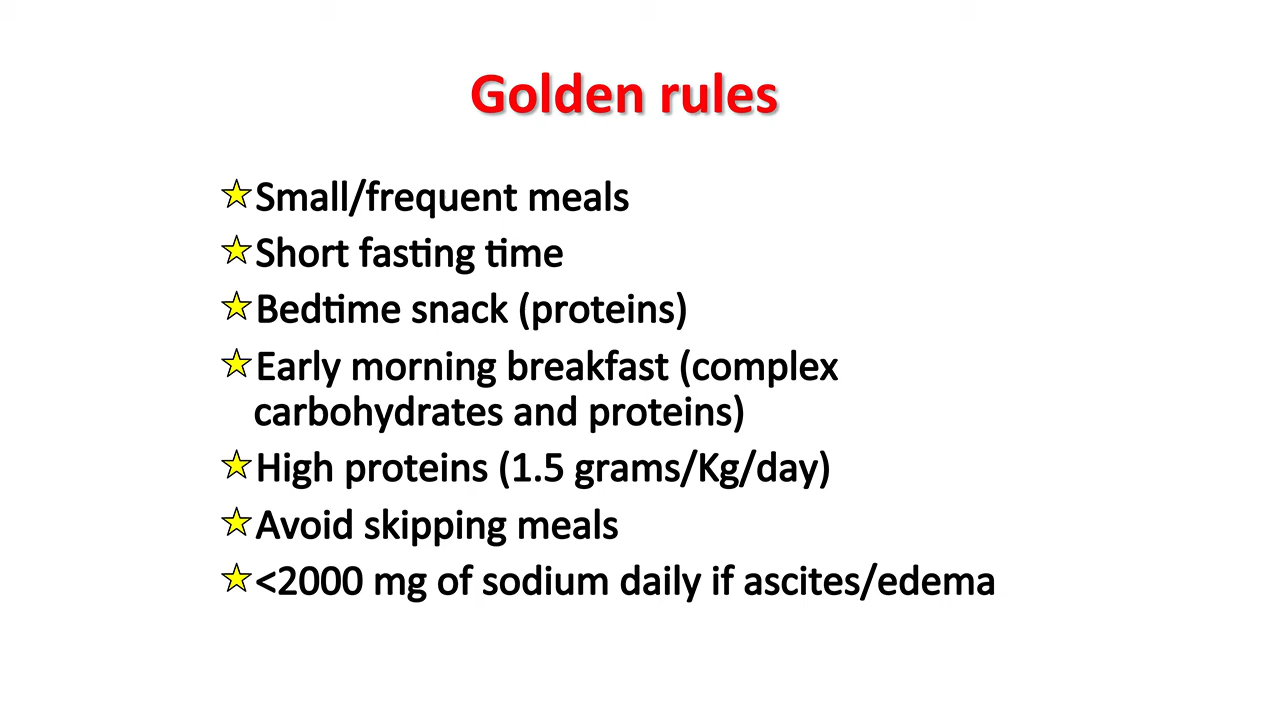 Golden rules
Small/frequent meals
Short fasting time
Bedtime snack (proteins)
Early morning breakfast (complex
carbohydrates and proteins)
High proteins (1.5 grams/Kg/day)
Avoid skipping meals
<2000 mg of sodium daily if ascites/edema